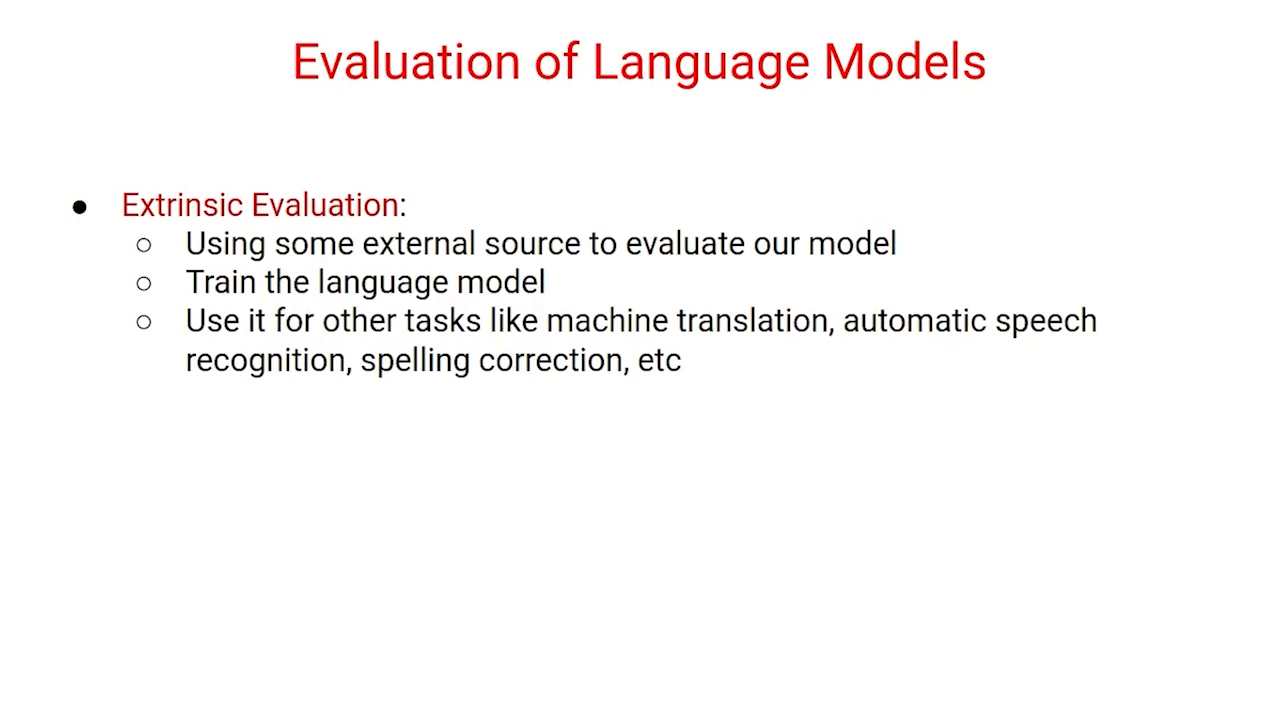 Evaluation of Language Models
● Extrinsic Evaluation:
○ Using some external source to evaluate our model
○ Train the language model
○ Use it for other tasks like machine translation, automatic speech
recognition, spelling correction, etc